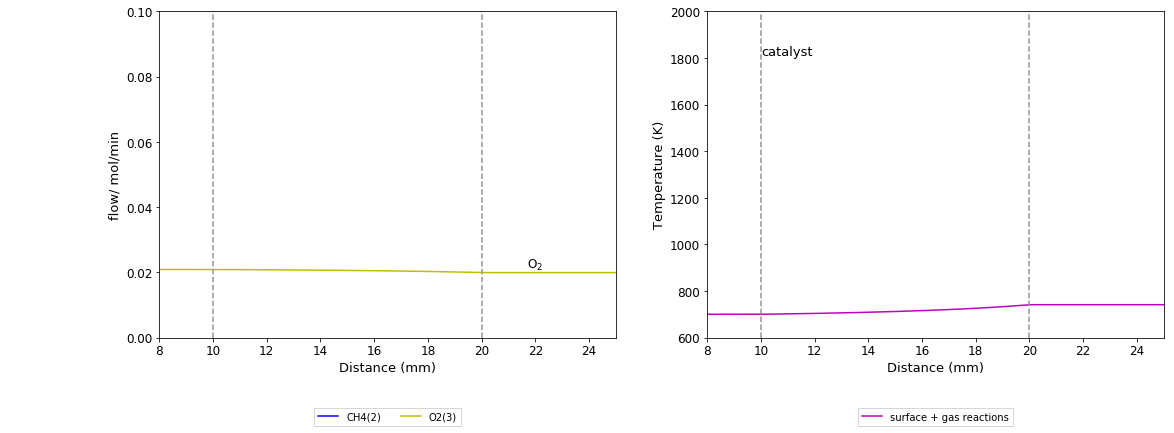 0.10
0.08
0.06
0.04
0.02
0.00
flow/ mol/min
O2
8 10 12 14 16 18 20 22 24
Distance (mm)
CH4(2) O2(3)
2000
1800
1600
1400
1200
1000
800
600
Temperature (K)
catalyst
8 10 12 14 16 18 20 22 24
Distance (mm)
surface + gas reactions